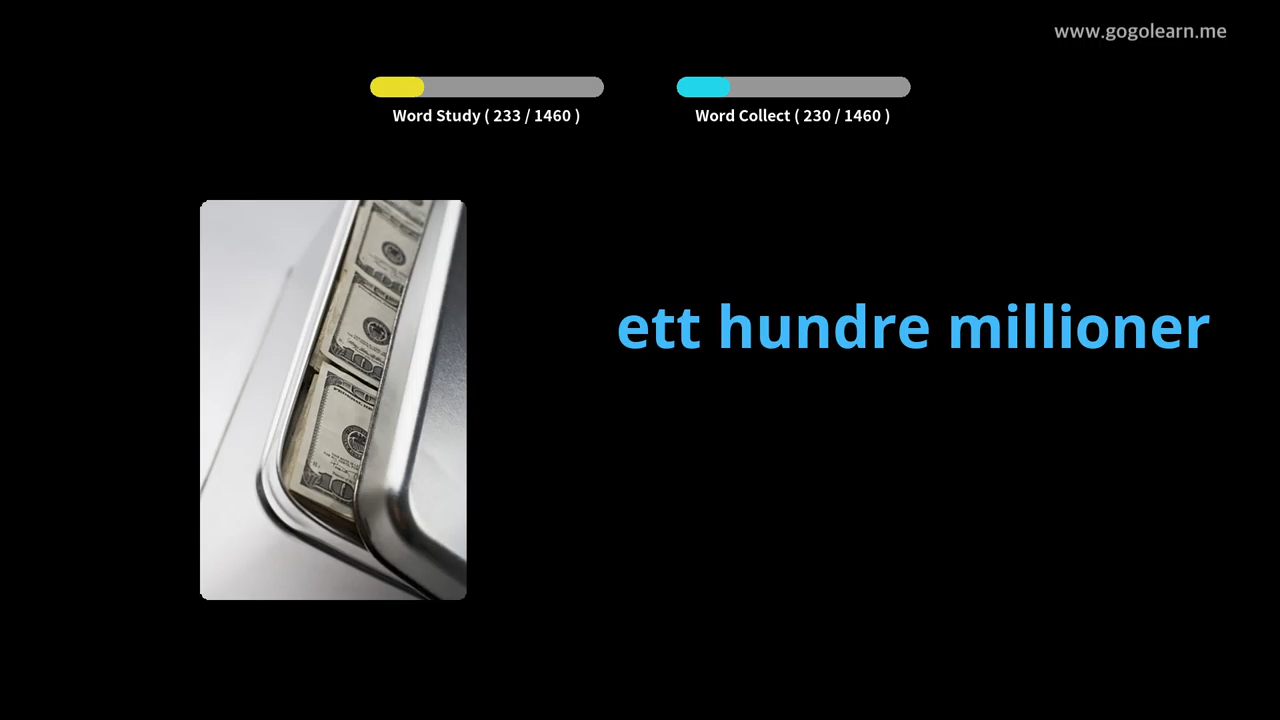 www.gogolearn.me
Word Study ( 233 / 1460 )
Word Collect ( 230 / 1460 )
ett hundre millioner